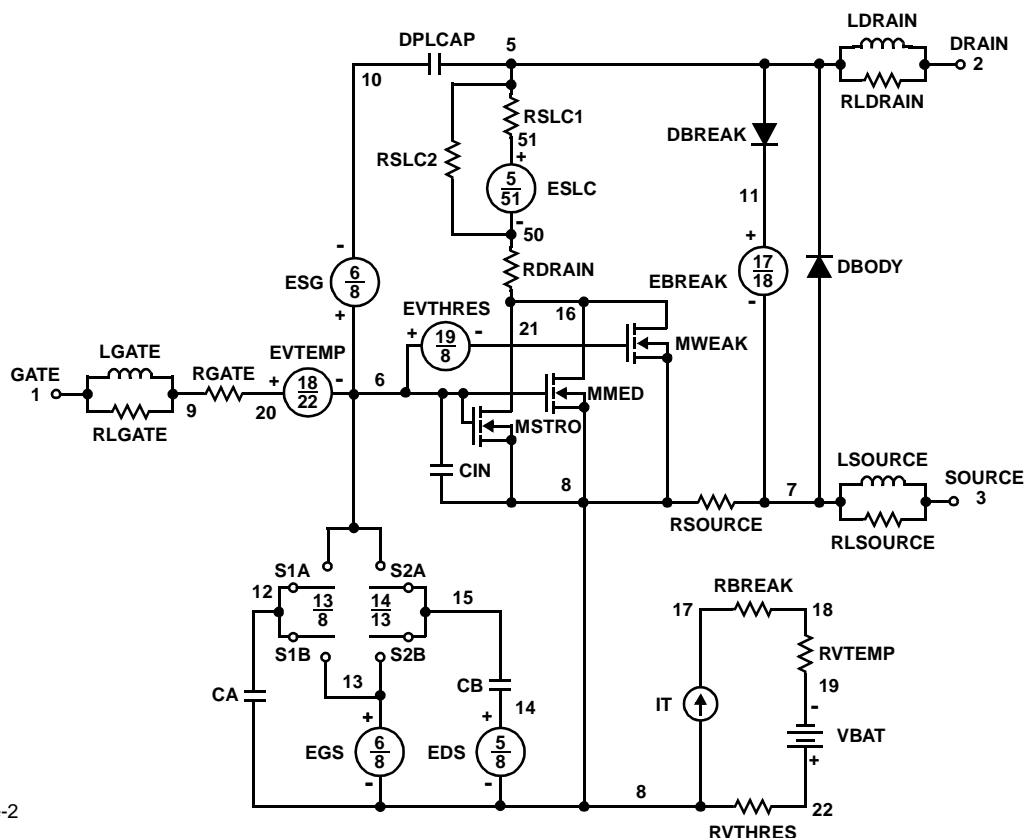 LDRAIN
DPLCAP 5 DRAIN
10 2
RLDRAIN
RSLC1
DBREAK
51
+
RSLC2
5
51
ESLC
11
-
50
+
-
17
18
DBODY
RDRAIN
EBREAK
6
8
ESG
-
+
EVTHRES
16
21
+ 19
8 -
MWEAK
LGATE
EVTEMP
GATE
1
RGATE
+ 18
22 -
6
MMED
9
20
RLGATE
MSTRO
CIN
LSOURCE
8
7
SOURCE
3
RSOURCE
RLSOURCE
S1A S2A
12
13
8
14
13
15
RBREAK
17 18
S1B S2B
RVTEMP
13
CA
CB
19
IT
-
14
+
+
VBAT
EGS 6
8
EDS 5
8
+
-
-
8
22
-2
RVTHRES